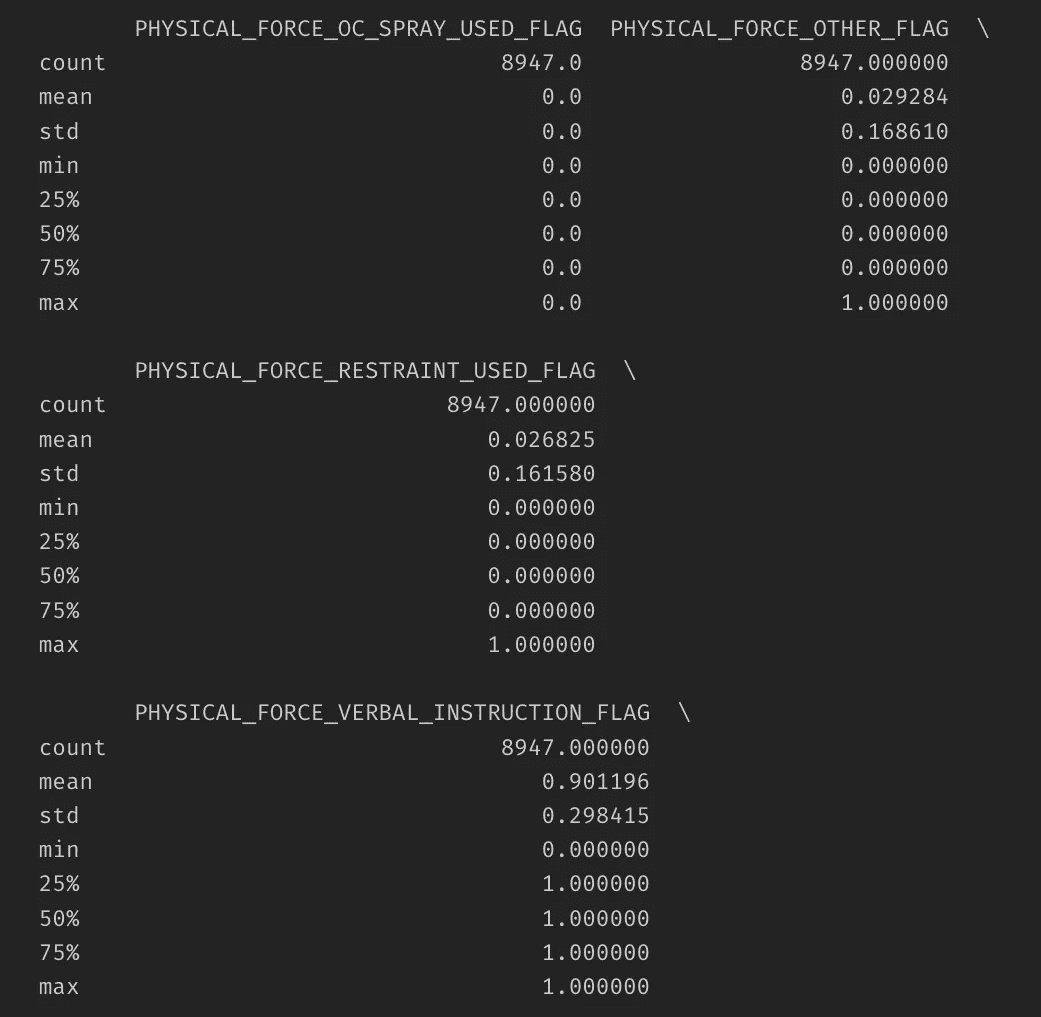 PHYSICAL_FORCE_OC_SPRAY_USED_FLAG  PHYSICAL_FORCE_OTHER_FLAG  \
count                             8947.0                8947.000000
mean                                 0.0                   0.029284
std                                  0.0                   0.168610
min                                  0.0                   0.000000
25%                                  0.0                   0.000000
50%                                  0.0                   0.000000
75%                                  0.0                   0.000000
max                                  0.0                   1.000000
PHYSICAL_FORCE_RESTRAINT_USED_FLAG  \
count                         8947.000000
mean                             0.026825
std                              0.161580
min                              0.000000
25%                              0.000000
50%                              0.000000
75%                              0.000000
max                              1.000000
PHYSICAL_FORCE_VERBAL_INSTRUCTION_FLAG  \
count                             8947.000000
mean                                 0.901196
std                                  0.298415
min                                  0.000000
25%                                  1.000000
50%                                  1.000000
75%                                  1.000000
max                                  1.000000